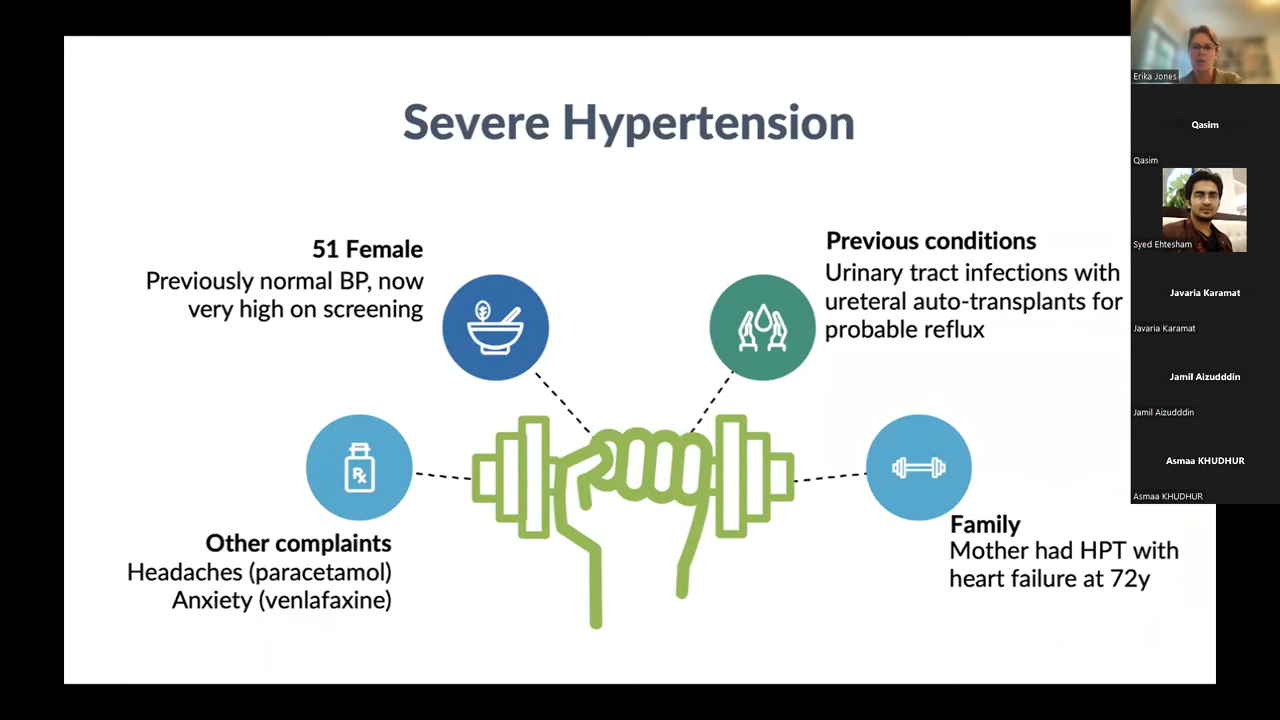 Severe Hypertension
51 Female
Previously normal BP, now
very high on screening
Previous conditions
Urinary tract infections with
ureteral auto-transplants for
probable reflux
Rx
Other complaints
Headaches (paracetamol)
Anxiety (venlafaxine)
Family
Mother had HPT with
heart failure at 72y
Erika Jones
Qasim
Qasim
Syed Ehtesham
Javaria Karamat
Javaria Karamat
Jamil Aizudddin
Jamil Aizudddin
Asmaa KHUDHUR
Asmaa KHUDHUR